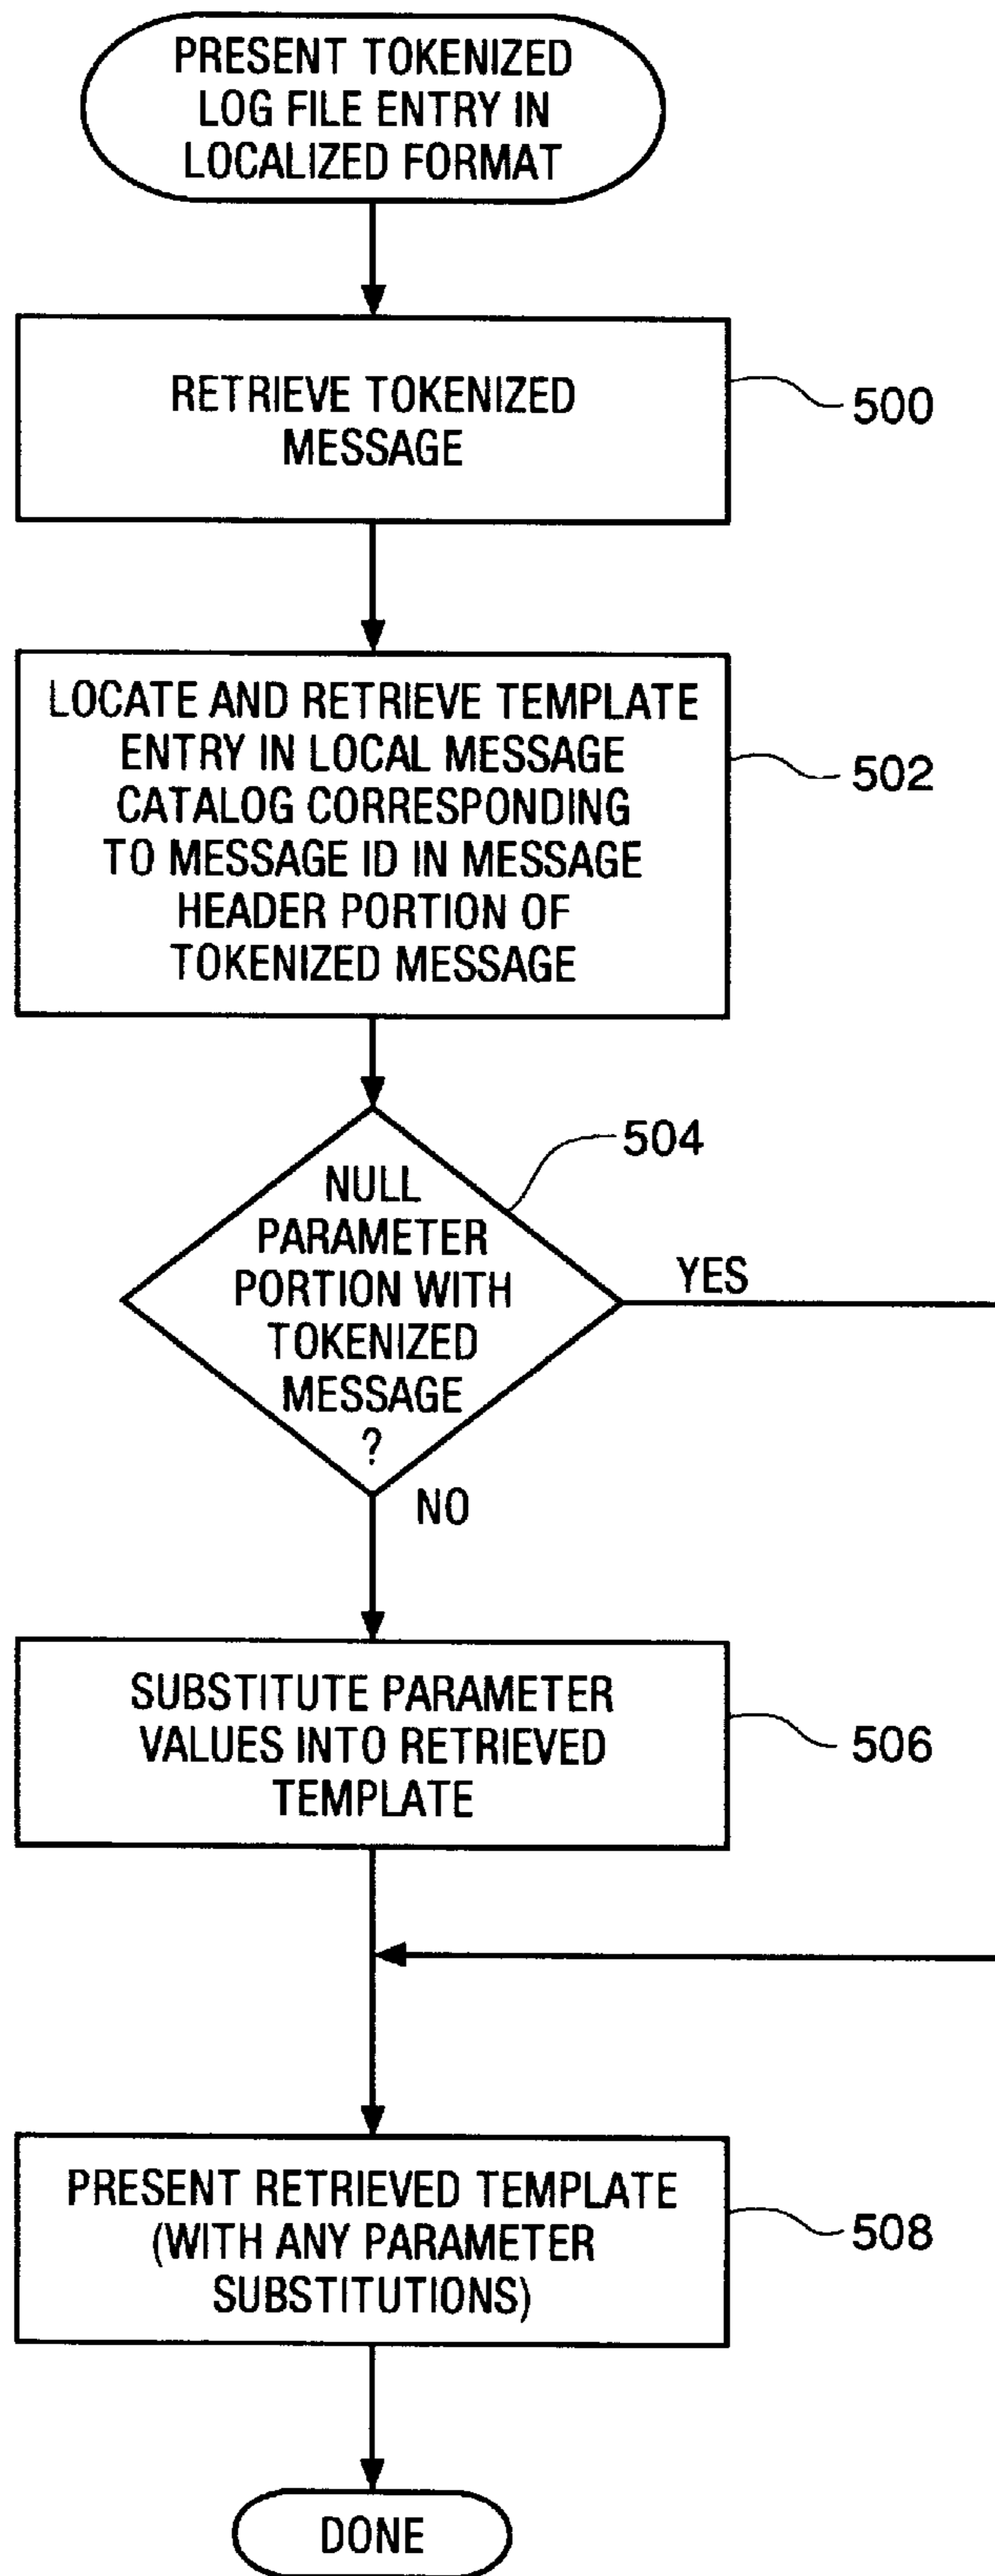 PRESENT TOKENIZED
LOG FILE ENTRY IN
LOCALIZED FORMAT
RETRIEVE TOKENIZED
MESSAGE
500
LOCATE AND RETRIEVE TEMPLATE
ENTRY IN LOCAL MESSAGE
CATALOG CORRESPONDING
TO MESSAGE ID IN MESSAGE
HEADER PORTION OF
TOKENIZED MESSAGE
502
504
NULL
PARAMETER
PORTION WITH
TOKENIZED
MESSAGE
?
YES
NO
SUBSTITUTE PARAMETER
VALUES INTO RETRIEVED
TEMPLATE
506
PRESENT RETRIEVED TEMPLATE
(WITH ANY PARAMETER
SUBSTITUTIONS)
508
DONE